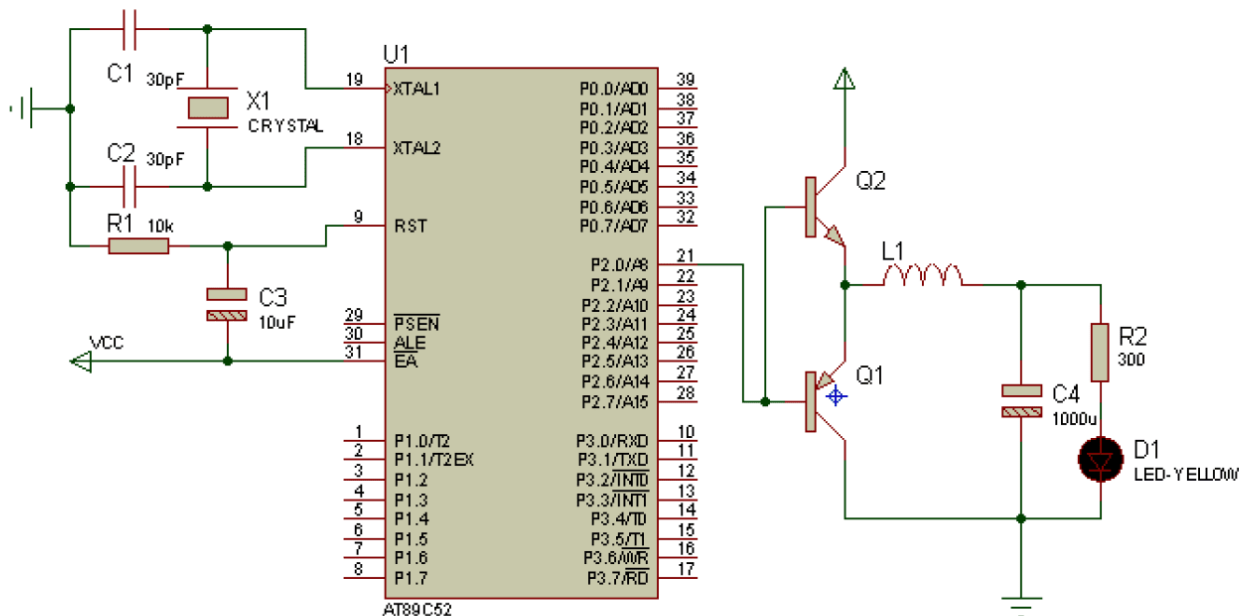 C1
30pF
X1
CRYSTAL
C2
30pF
R1
10k
C3
10uF
VCC
U1
19
XTAL1
18
XTAL2
9
RST
29
PSEN
30
ALE
31
EA
1
P1.0/T2
2
P1.1/T2EX
3
P1.2
4
P1.3
5
P1.4
6
P1.5
7
P1.6
8
P1.7
P0.0/AD0
39
P0.1/AD1
38
P0.2/AD2
37
P0.3/AD3
36
P0.4/AD4
35
P0.5/AD5
34
P0.6/AD6
33
P0.7/AD7
32
P2.0/A8
21
P2.1/A9
22
P2.2/A10
23
P2.3/A11
24
P2.4/A12
25
P2.5/A13
26
P2.6/A14
27
P2.7/A15
28
P3.0/RXD
10
P3.1/TXD
11
P3.2/INT0
12
P3.3/INT1
13
P3.4/T0
14
P3.5/T1
15
P3.6/WR
16
P3.7/RD
17
AT89C52
Q2
L1
Q1
R2
300
C4
1000u
D1
LED-YELLOW